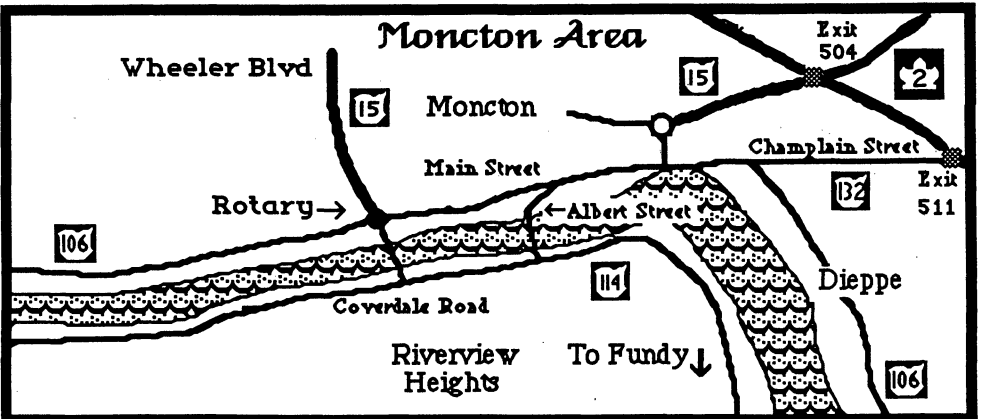 Moncton Area
Exit
504
Wheeler Blvd
15
15
2
Moncton
Champlain Street
Main Street
Exit
511
132
Rotary→
←Albert Street
106
Dieppe
114
Coverdale Road
Riverview
Heights
To Fundy↓
106